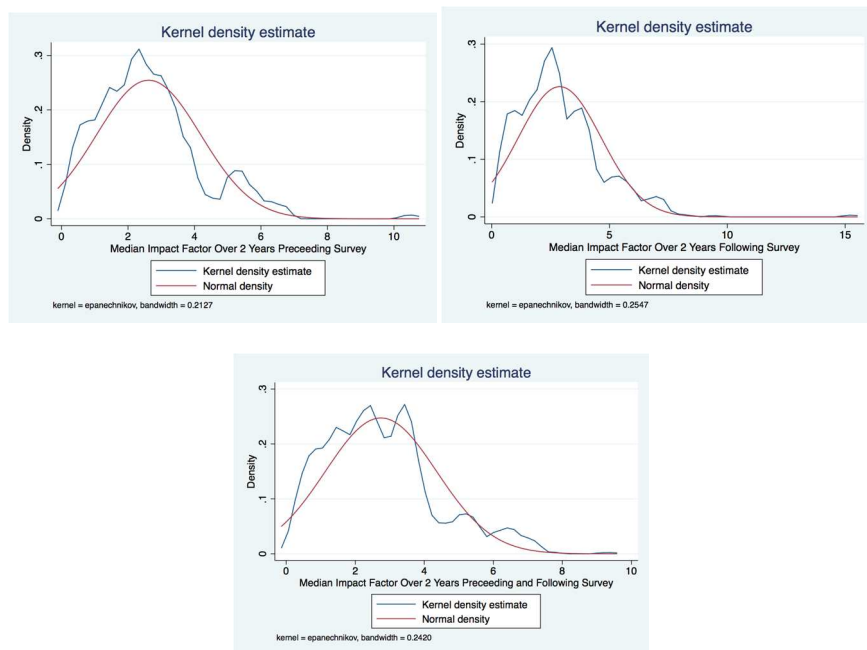 Kernel density estimate
Density
0
.1
.2
.3
0 2 4 6 8 10
Median Impact Factor Over 2 Years Preceeding Survey
Kernel density estimate
Normal density
kernel = epanechnikov, bandwidth = 0.2127
Kernel density estimate
Density
0
.1
.2
.3
0 5 10 15
Median Impact Factor Over 2 Years Following Survey
Kernel density estimate
Normal density
kernel = epanechnikov, bandwidth = 0.2547
Kernel density estimate
Density
0
.1
.2
.3
0 2 4 6 8 10
Median Impact Factor Over 2 Years Preceeding and Following Survey
Kernel density estimate
Normal density
kernel = epanechnikov, bandwidth = 0.2420